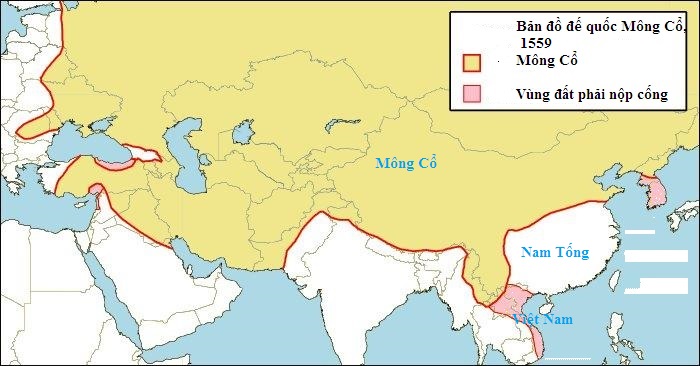 Bản đồ đế quốc Mông Cổ,
1559
Mông Cổ
Vùng đất phải nộp cống
Mông Cổ
Nam Tống
Việt Nam